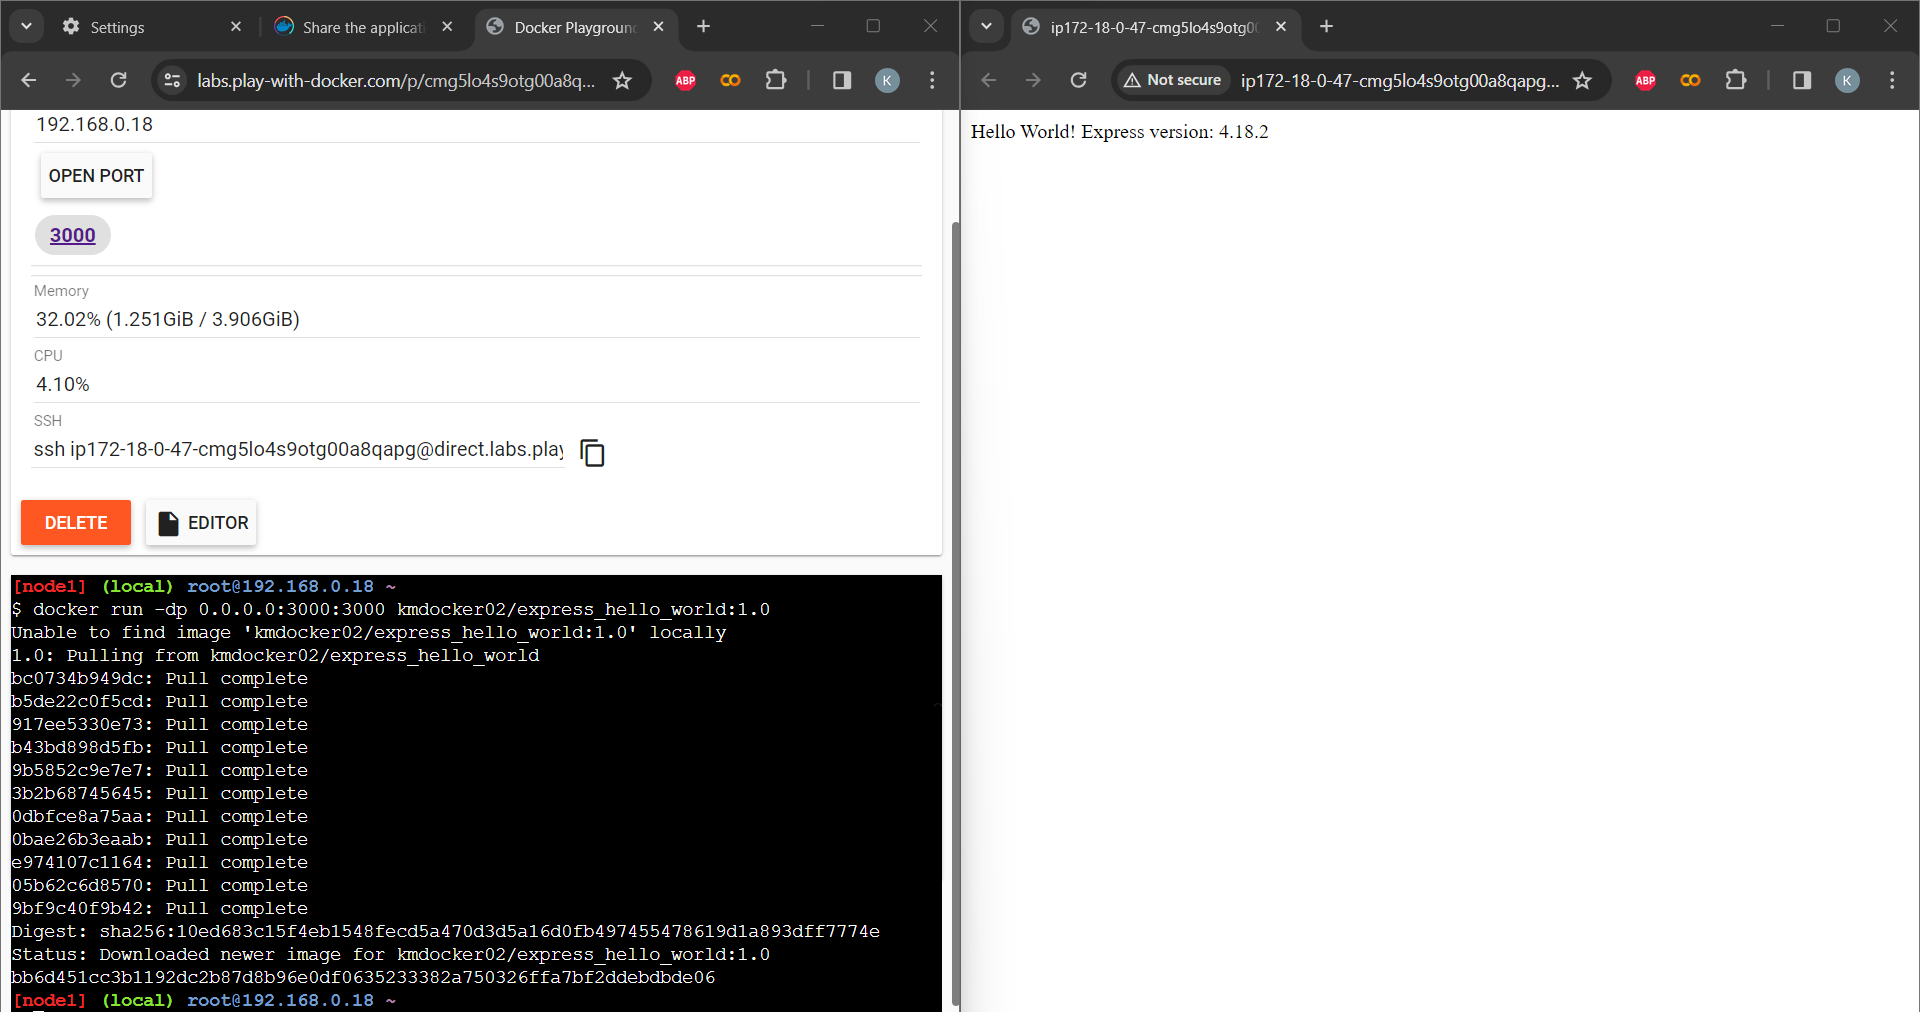 Settings
Share the applicati
Docker Playground
labs.play-with-docker.com/p/cmg5lo4s9otg00a8q...
ABP
K
192.168.0.18
OPEN PORT
3000
Memory
32.02% (1.251GiB / 3.906GiB)
CPU
4.10%
SSH
ssh ip172-18-0-47-cmg5lo4s9otg00a8qapg@direct.labs.play
DELETE
EDITOR
[node1] (local) root@192.168.0.18 ~
$ docker run -dp 0.0.0.0:3000:3000 kmdocker02/express_hello_world:1.0
Unable to find image 'kmdocker02/express_hello_world:1.0' locally
1.0: Pulling from kmdocker02/express_hello_world
bc0734b949dc: Pull complete
b5de22c0f5cd: Pull complete
917ee5330e73: Pull complete
b43bd898d5fb: Pull complete
9b5852c9e7e7: Pull complete
3b2b68745645: Pull complete
0dbfce8a75aa: Pull complete
0bae26b3eaab: Pull complete
e974107c1164: Pull complete
05b62c6d8570: Pull complete
9bf9c40f9b42: Pull complete
Digest: sha256:10ed683c15f4eb1548fecd5a470d3d5a16d0fb497455478619d1a893dff7774e
Status: Downloaded newer image for kmdocker02/express_hello_world:1.0
bb6d451cc3b1192dc2b87d8b96e0df0635233382a750326ffa7bf2ddebdbde06
[node1] (local) root@192.168.0.18 ~
ip172-18-0-47-cmg5lo4s9otg00
Not secure
ip172-18-0-47-cmg5lo4s9otg00a8qapg...
ABP
K
Hello World! Express version: 4.18.2